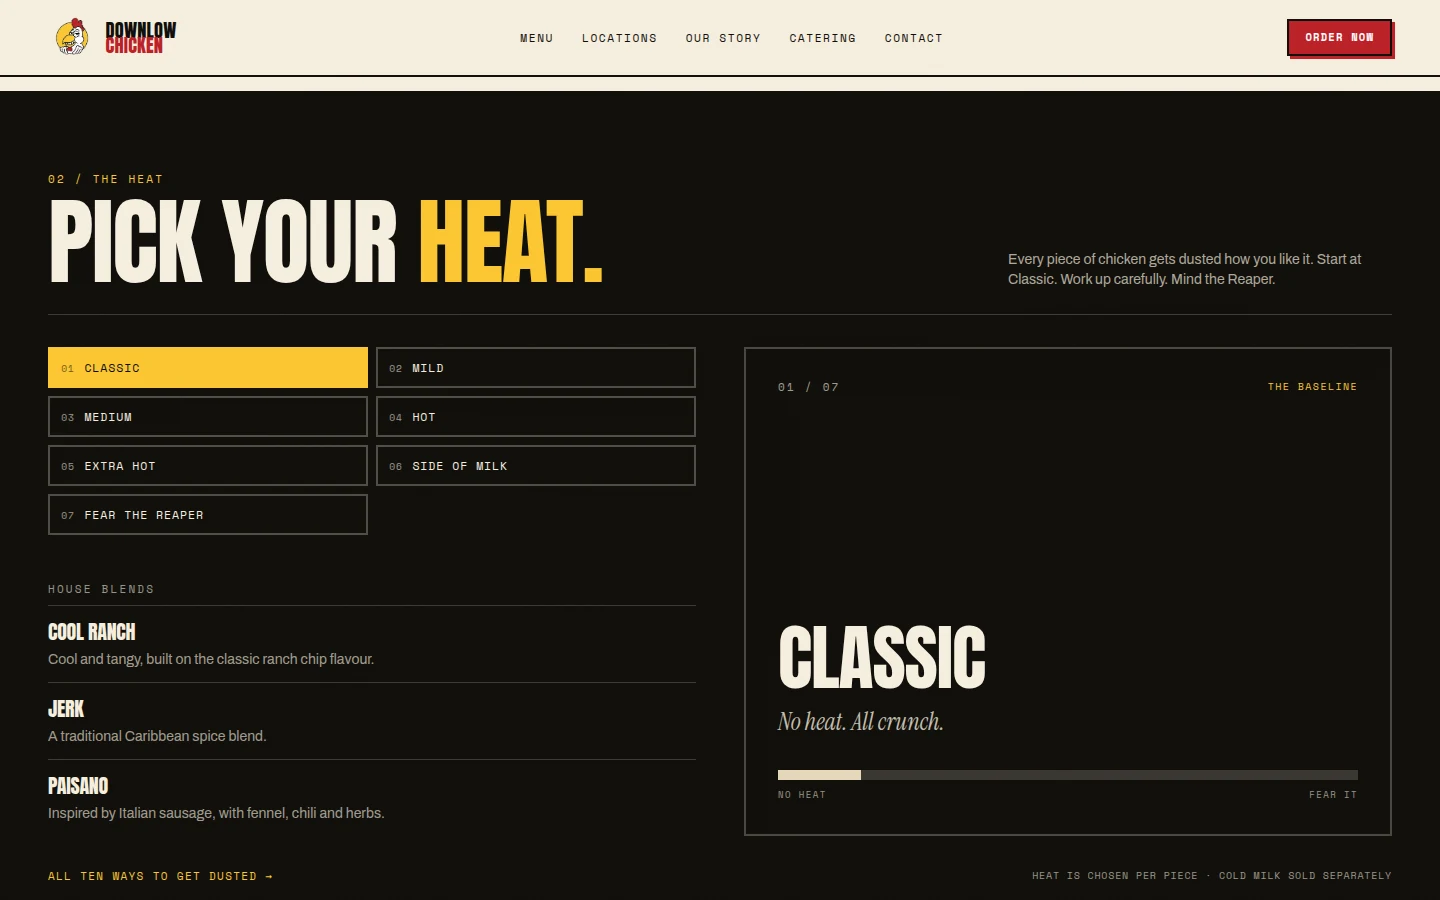 DOWNLOW
CHICKEN
MENU
LOCATIONS
OUR STORY
CATERING
CONTACT
ORDER NOW
02 / THE HEAT
PICK YOUR HEAT.
Every piece of chicken gets dusted how you like it. Start at
Classic. Work up carefully. Mind the Reaper.
01 CLASSIC
02 MILD
03 MEDIUM
04 HOT
05 EXTRA HOT
06 SIDE OF MILK
07 FEAR THE REAPER
HOUSE BLENDS
COOL RANCH
Cool and tangy, built on the classic ranch chip flavour.
JERK
A traditional Caribbean spice blend.
PAISANO
Inspired by Italian sausage, with fennel, chili and herbs.
01 / 07
THE BASELINE
CLASSIC
No heat. All crunch.
NO HEAT
FEAR IT
ALL TEN WAYS TO GET DUSTED →
HEAT IS CHOSEN PER PIECE · COLD MILK SOLD SEPARATELY